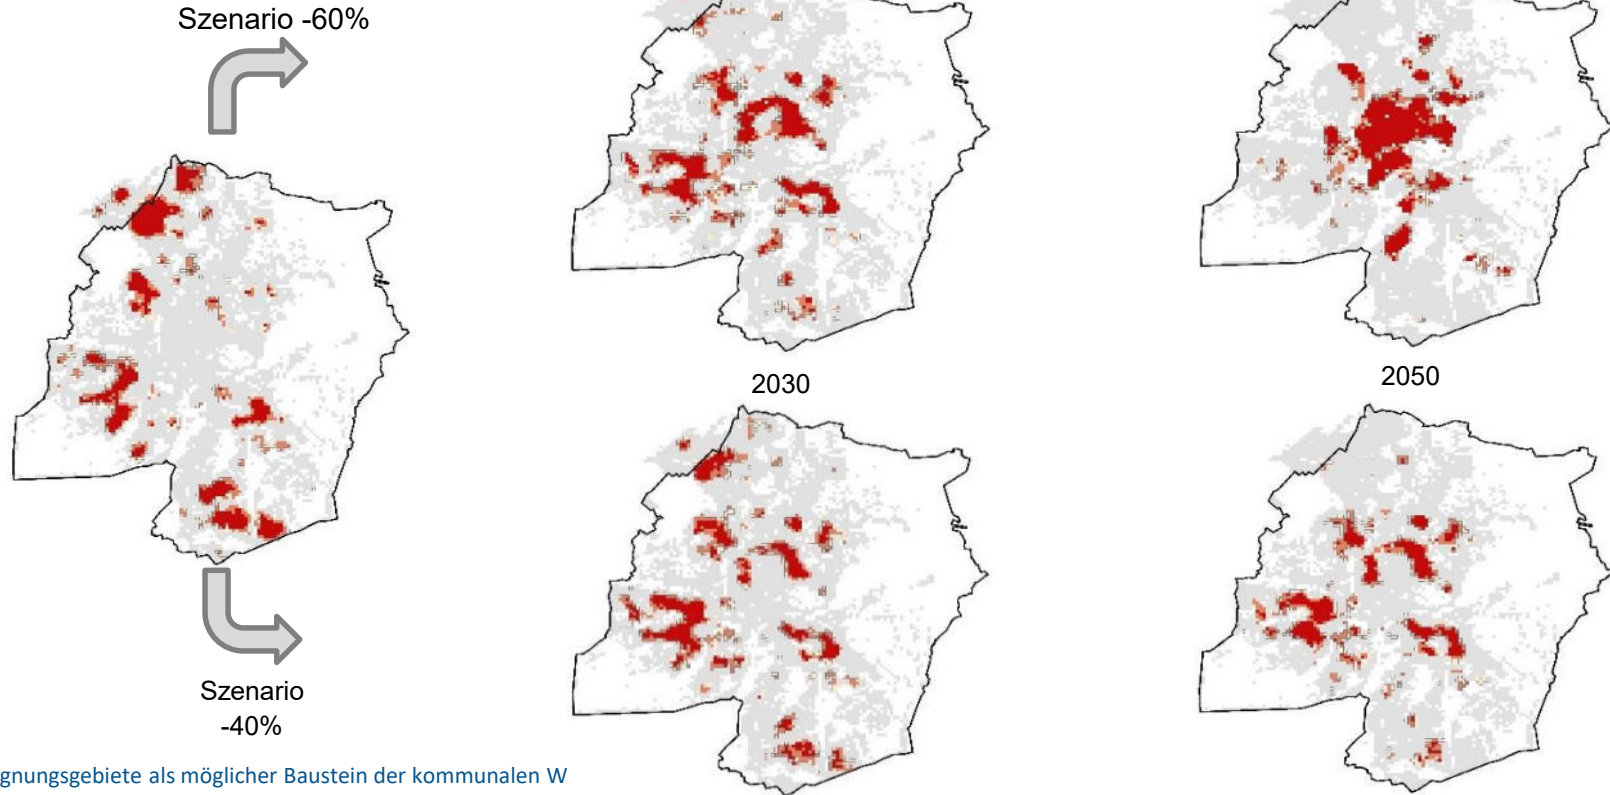 Szenario -60%
2030
2050
Szenario
-40%
gnungsgebiete als möglicher Baustein der kommunalen W